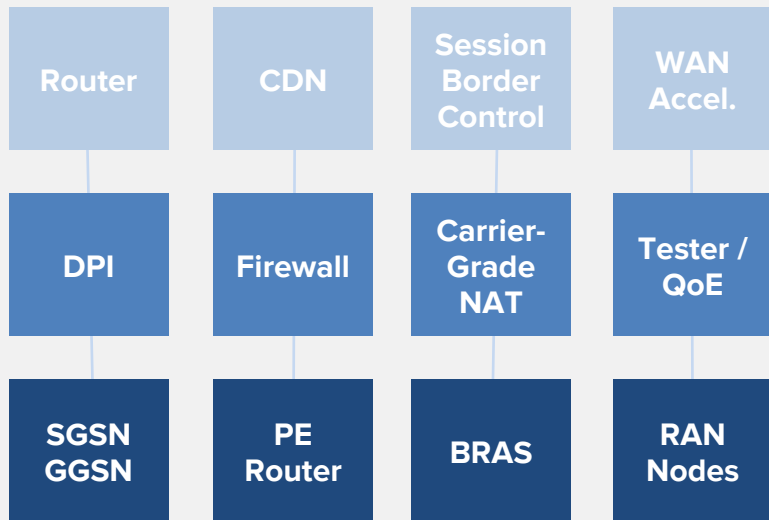 Router
CDN
Session
Border
Control
WAN
Accel.
DPI
Firewall
Carrier-
Grade
NAT
Tester /
QoE
SGSN
GGSN
PE
Router
BRAS
RAN
Nodes